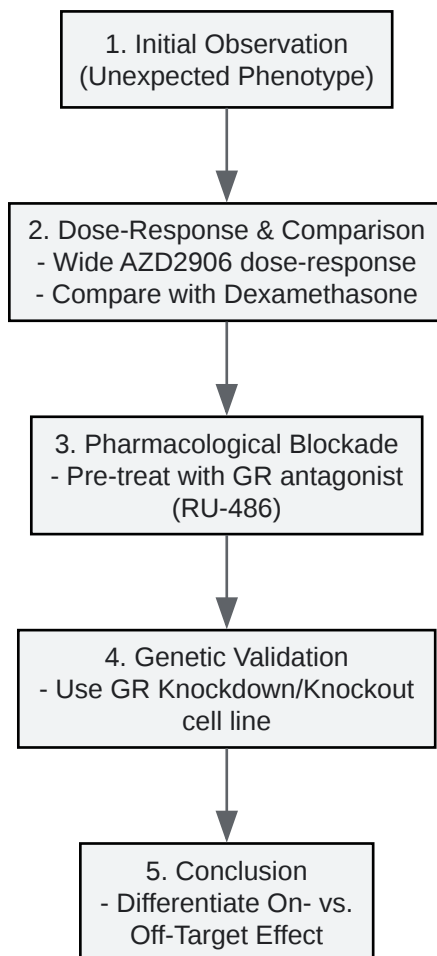 1. Initial Observation
(Unexpected Phenotype)
2. Dose-Response & Comparison
- Wide AZD2906 dose-response
- Compare with Dexamethasone
3. Pharmacological Blockade
- Pre-treat with GR antagonist
(RU-486)
4. Genetic Validation
- Use GR Knockdown/Knockout
cell line
5. Conclusion
- Differentiate On- vs.
Off-Target Effect